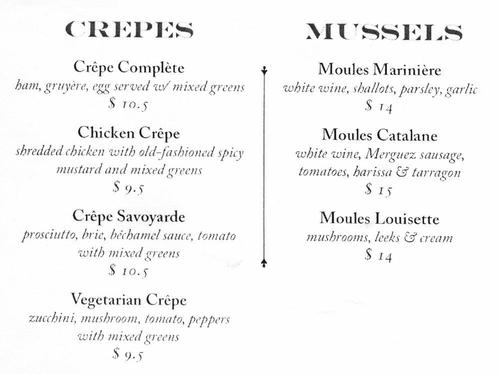 CREPES
Crêpe Complète
ham, gruyère, egg served w/ mixed greens
$ 10.5
Chicken Crêpe
shredded chicken with old-fashioned spicy
mustard and mixed greens
$ 9.5
Crêpe Savoyarde
prosciutto, brie, béchamel sauce, tomato
with mixed greens
$ 10.5
Vegetarian Crêpe
zucchini, mushroom, tomato, peppers
with mixed greens
$ 9.5
MUSSELS
Moules Marinière
white wine, shallots, parsley, garlic
$ 14
Moules Catalane
white wine, Merguez sausage,
tomatoes, harissa & tarragon
$ 15
Moules Louisette
mushrooms, leeks & cream
$ 14